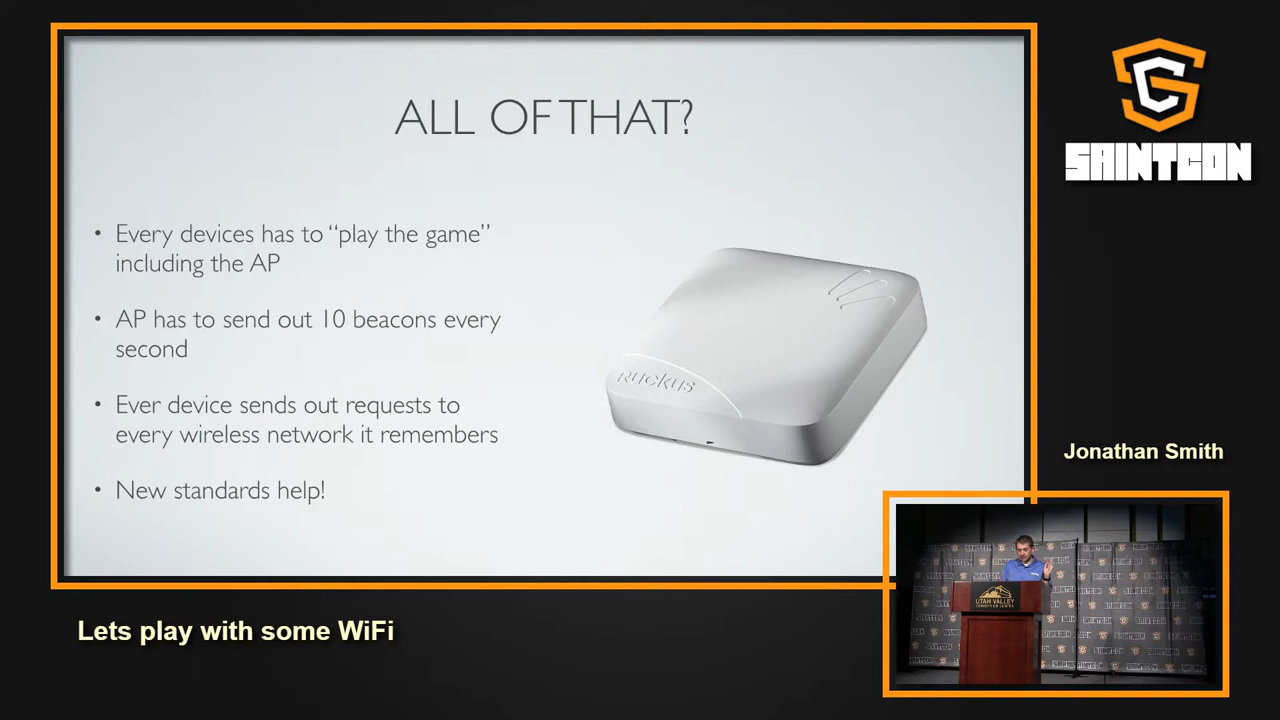 ALL OF THAT?
• Every devices has to “play the game”
including the AP
• AP has to send out 10 beacons every
second
• Ever device sends out requests to
every wireless network it remembers
• New standards help!
RUCKUS
SAINTCON
Jonathan Smith
UTAH VALLEY
CONVENTION CENTER
Lets play with some WiFi